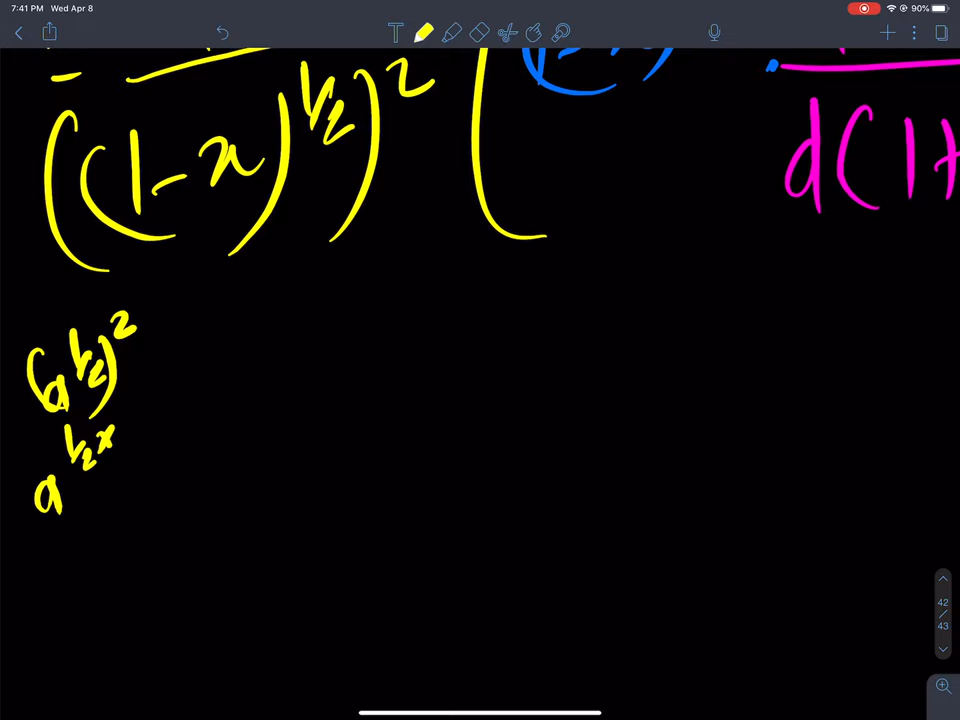 7:41 PM Wed Apr 8
90%
T
((1-x)^1/2)^2 (
d(1+
(a^1/2)^2
a^1/2 x
42
/
43